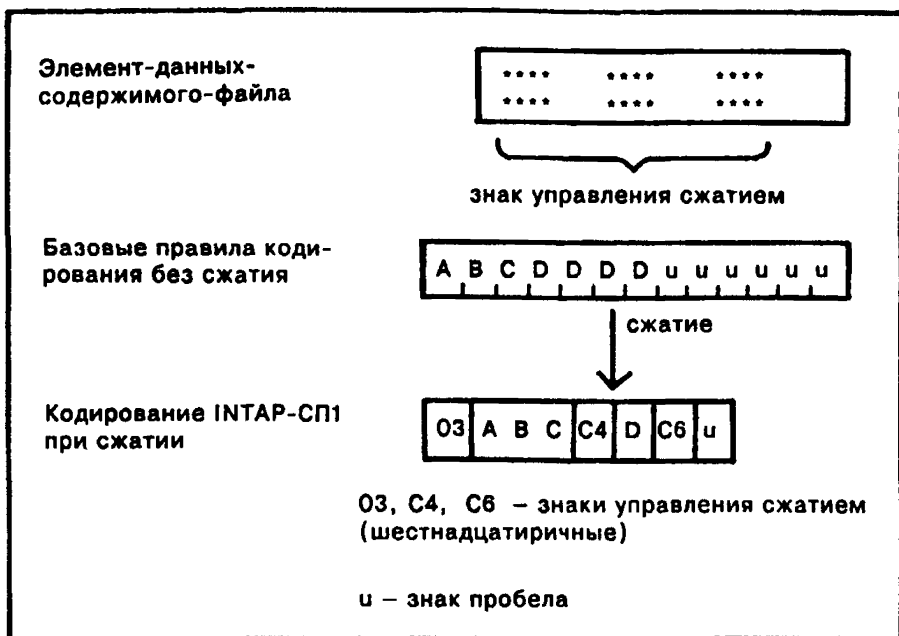 Элемент-данных-
содержимого-файла
**** **** ****
**** **** ****
знак управления сжатием
Базовые правила коди-
рования без сжатия
A B C D D D D u u u u u u
сжатие
Кодирование INTAP-СП1
при сжатии
03 A B C C4 D C6 u
03, C4, C6 – знаки управления сжатием
(шестнадцатиричные)
u – знак пробела